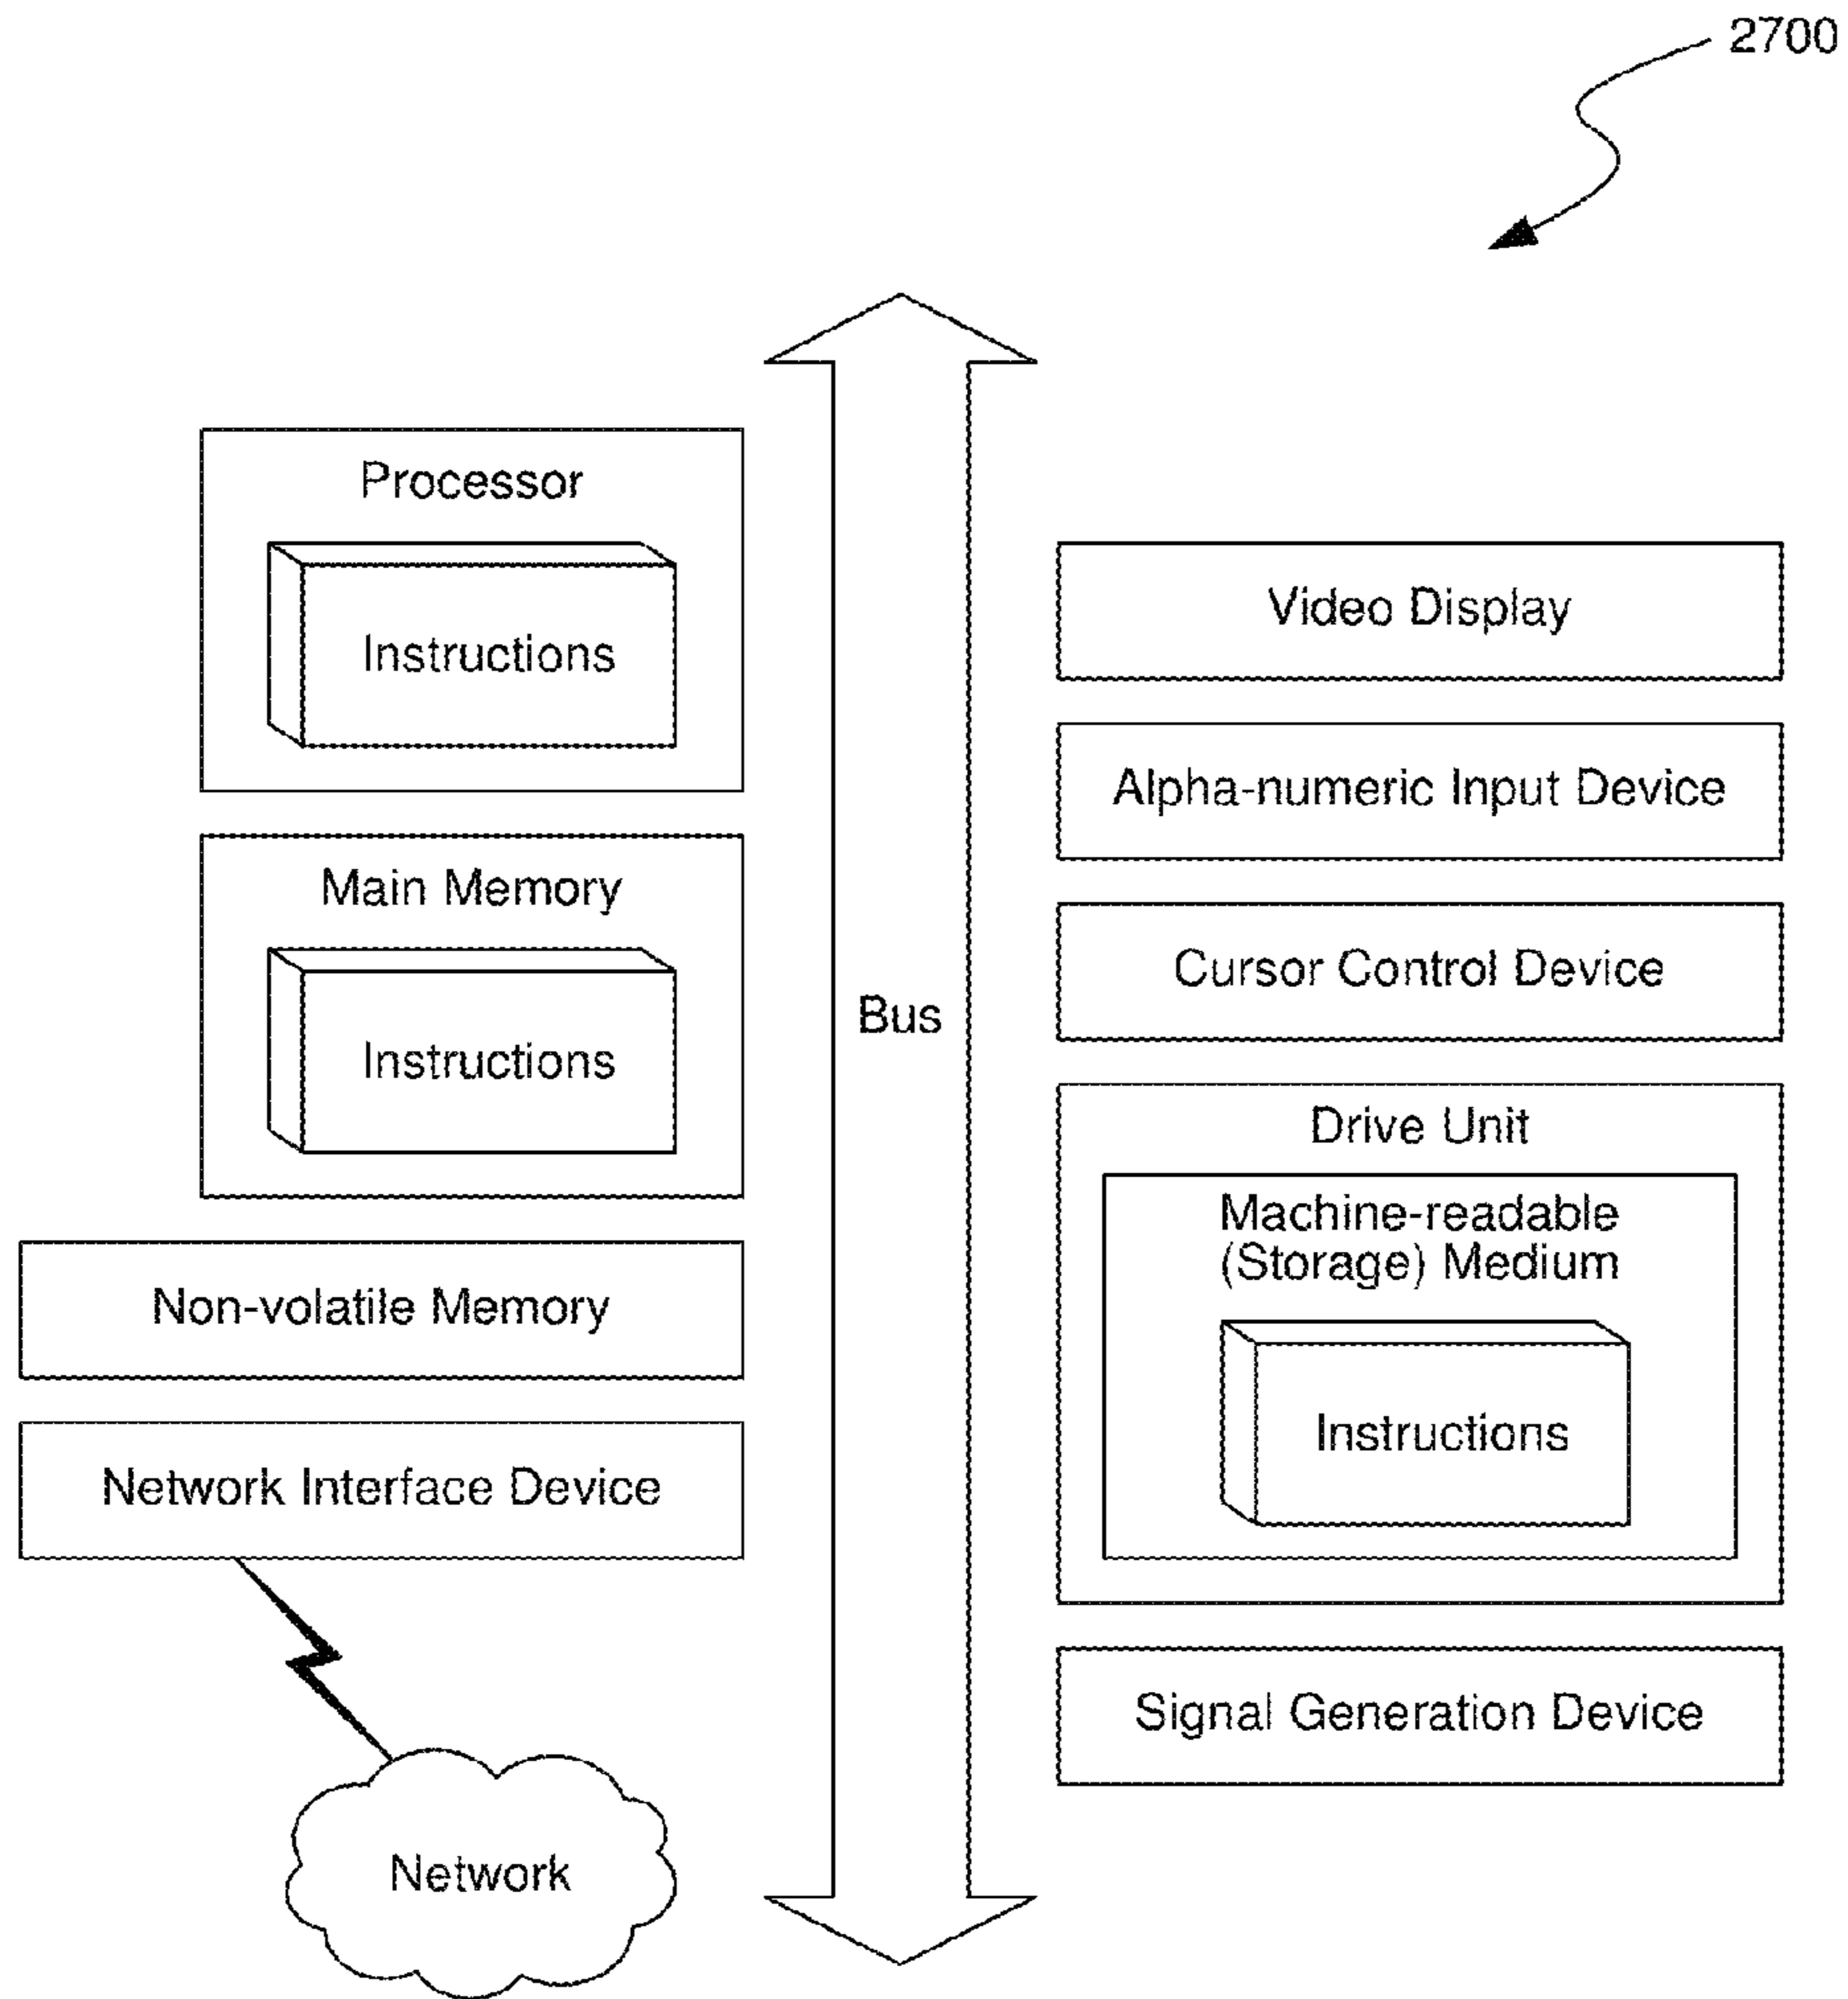 2700
Processor
Instructions
Main Memory
Instructions
Non-volatile Memory
Network Interface Device
Network
Bus
Video Display
Alpha-numeric Input Device
Cursor Control Device
Drive Unit
Machine-readable
(Storage) Medium
Instructions
Signal Generation Device